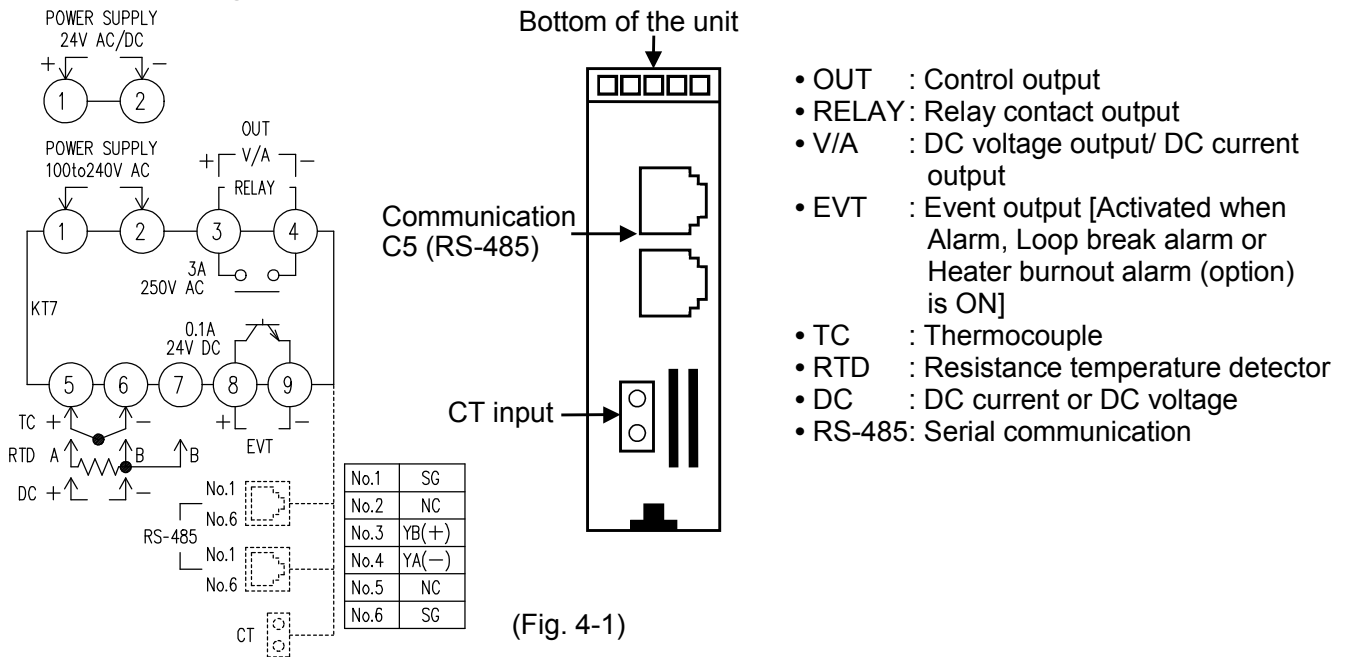 POWER SUPPLY
24V AC/DC
+ −
1 2
POWER SUPPLY
100to240V AC
OUT
+ V/A −
RELAY
1 2 3 4
3A
250V AC
KT7
0.1A
24V DC
5 6 7 8 9
TC + − + −
EVT
RTD A B B
DC + −
RS-485
No.1
No.6
No.1
No.6
CT
No.1 SG
No.2 NC
No.3 YB(+)
No.4 YA(−)
No.5 NC
No.6 SG
Bottom of the unit
Communication
C5 (RS-485)
CT input
(Fig. 4-1)
• OUT : Control output
• RELAY: Relay contact output
• V/A : DC voltage output/ DC current
output
• EVT : Event output [Activated when
Alarm, Loop break alarm or
Heater burnout alarm (option)
is ON]
• TC : Thermocouple
• RTD : Resistance temperature detector
• DC : DC current or DC voltage
• RS-485: Serial communication